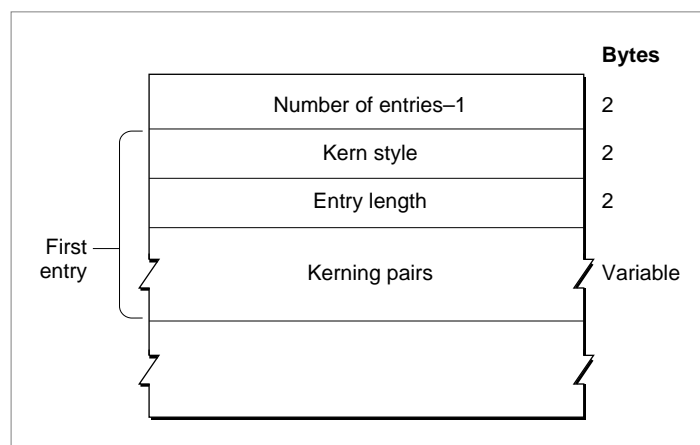 Bytes
Number of entries–1 2
Kern style 2
Entry length 2
First
entry
Kerning pairs Variable